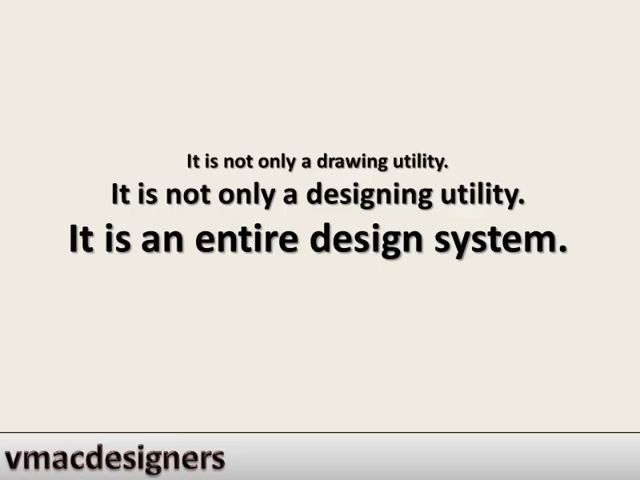 It is not only a drawing utility.
It is not only a designing utility.
It is an entire design system.
vmacdesigners